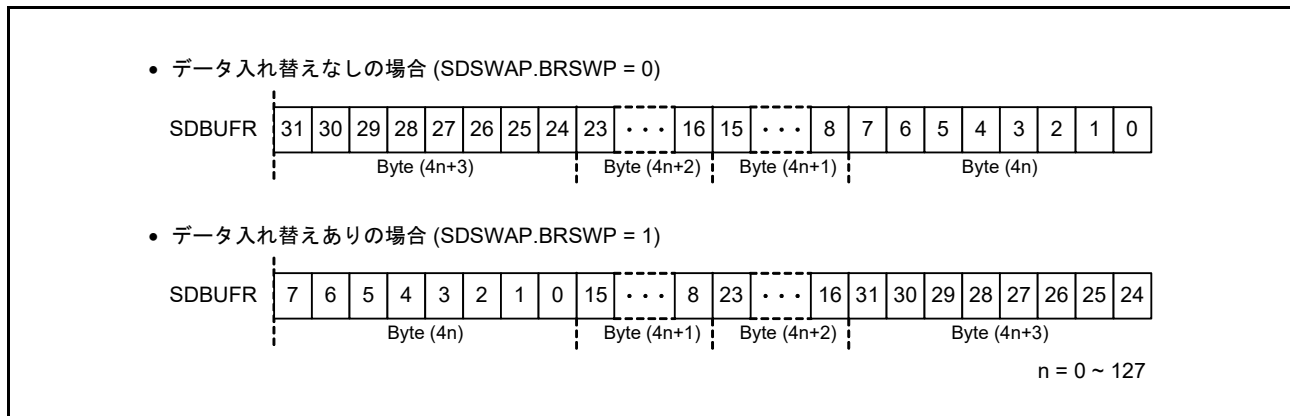 • データ入れ替えなしの場合 (SDSWAP.BRSWP = 0)
SDBUFR 31 30 29 28 27 26 25 24 23 ・・・ 16 15 ・・・ 8 7 6 5 4 3 2 1 0
Byte (4n+3) Byte (4n+2) Byte (4n+1) Byte (4n)
• データ入れ替えありの場合 (SDSWAP.BRSWP = 1)
SDBUFR 7 6 5 4 3 2 1 0 15 ・・・ 8 23 ・・・ 16 31 30 29 28 27 26 25 24
Byte (4n) Byte (4n+1) Byte (4n+2) Byte (4n+3)
n = 0 ~ 127